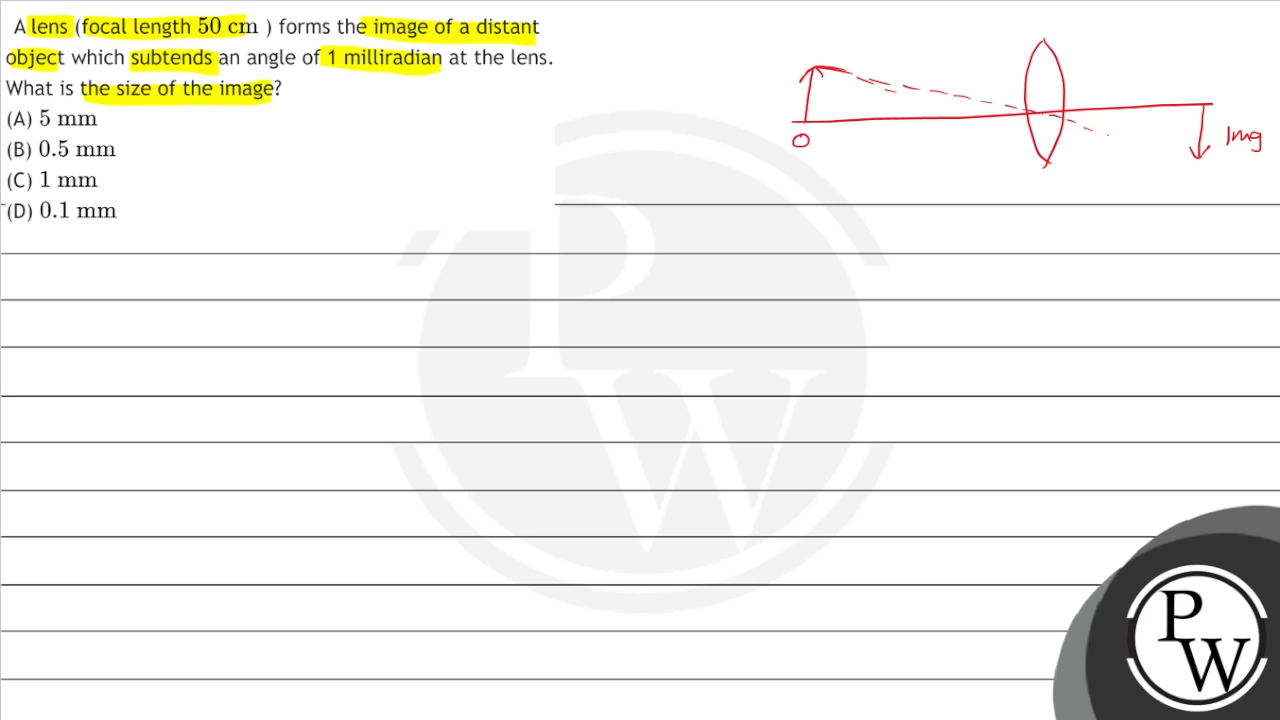 A lens (focal length 50 cm ) forms the image of a distant
object which subtends an angle of 1 milliradian at the lens.
What is the size of the image?
(A) 5 mm
(B) 0.5 mm
(C) 1 mm
(D) 0.1 mm
O
Img
P
W
P
W